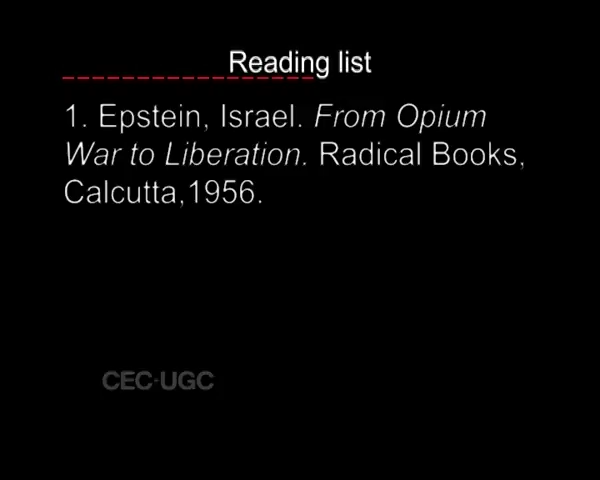 Reading list
1. Epstein, Israel. From Opium
War to Liberation. Radical Books,
Calcutta,1956.
CEC·UGC